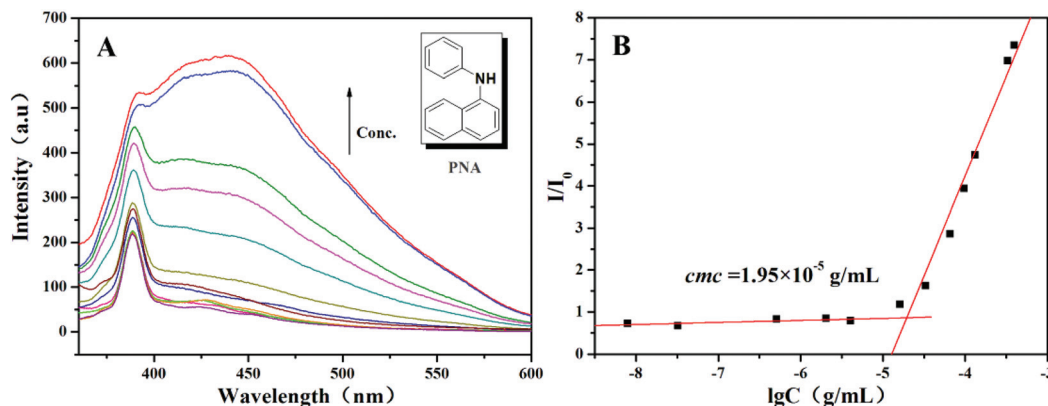 A
Intensity (a.u)
700
600
500
400
300
200
100
0
400
450
500
550
600
Wavelength (nm)
Conc.
NH
PNA
B
I/I0
8
7
6
5
4
3
2
1
0
-8
-7
-6
-5
-4
-3
-2
lgC (g/mL)
cmc =1.95×10-5 g/mL